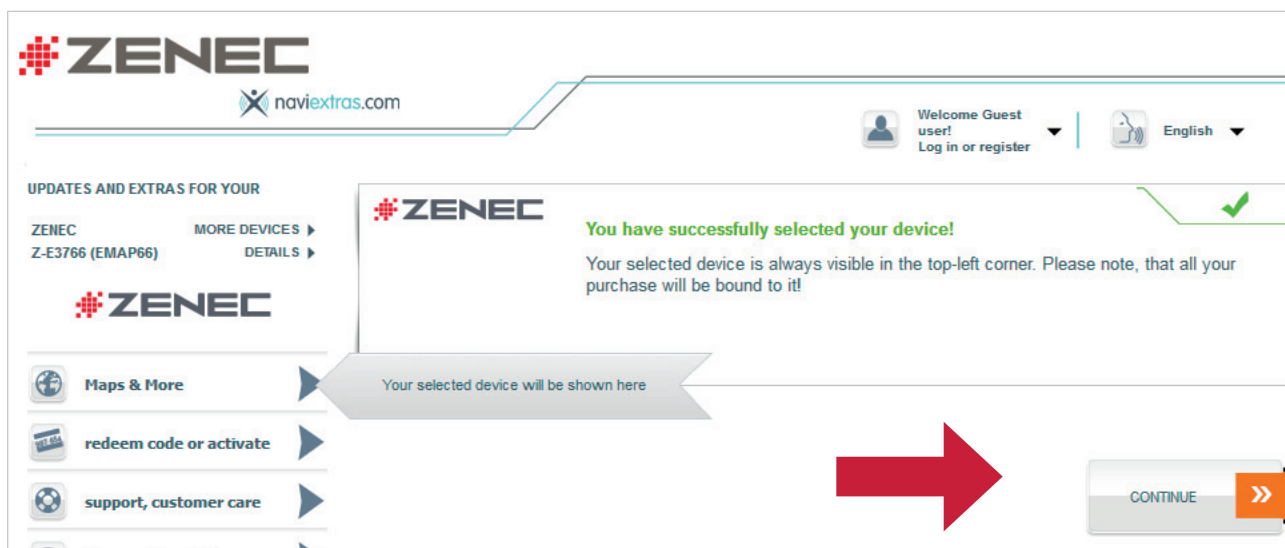 ZENEC
naviextras.com
Welcome Guest
user!
Log in or register
English
UPDATES AND EXTRAS FOR YOUR
ZENEC MORE DEVICES
Z-E3766 (EMAP66) DETAILS
ZENEC
ZENEC
You have successfully selected your device!
Your selected device is always visible in the top-left corner. Please note, that all your
purchase will be bound to it!
Maps & More
Your selected device will be shown here
redeem code or activate
support, customer care
CONTINUE